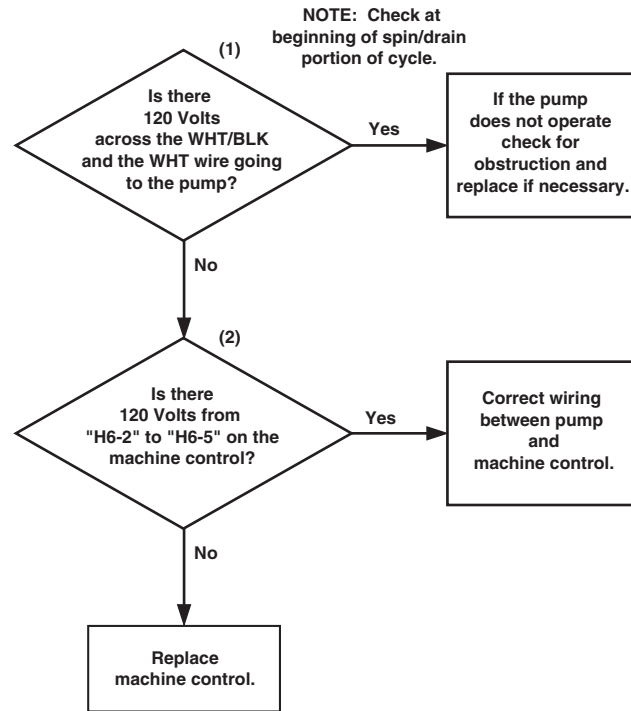 NOTE:  Check at
beginning of spin/drain
portion of cycle.
(1)
Is there
120 Volts
across the WHT/BLK
and the WHT wire going
to the pump?
Yes
If the pump
does not operate
check for
obstruction and
replace if necessary.
No
(2)
Is there
120 Volts from
"H6-2" to "H6-5" on the
machine control?
Yes
Correct wiring
between pump
and
machine control.
No
Replace
machine control.